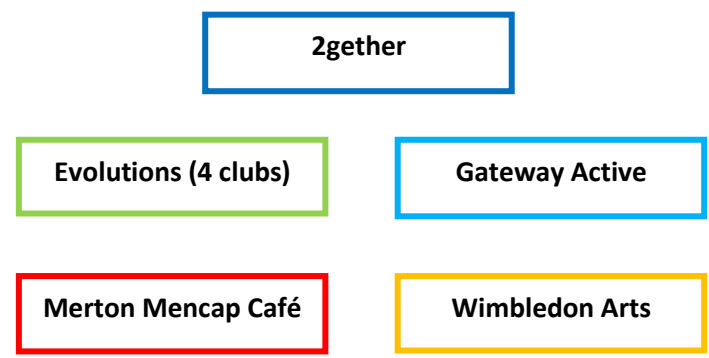 2gether
Evolutions (4 clubs)
Gateway Active
Merton Mencap Café
Wimbledon Arts